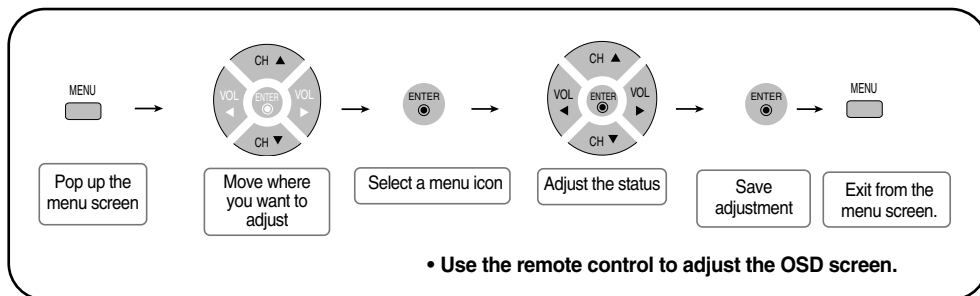 MENU
CH ▲
VOL ◀
ENTER
VOL ▶
CH ▼
ENTER
CH ▲
VOL ◀
ENTER
VOL ▶
CH ▼
ENTER
MENU
Pop up the
menu screen
Move where
you want to
adjust
Select a menu icon
Adjust the status
Save
adjustment
Exit from the
menu screen.
• Use the remote control to adjust the OSD screen.